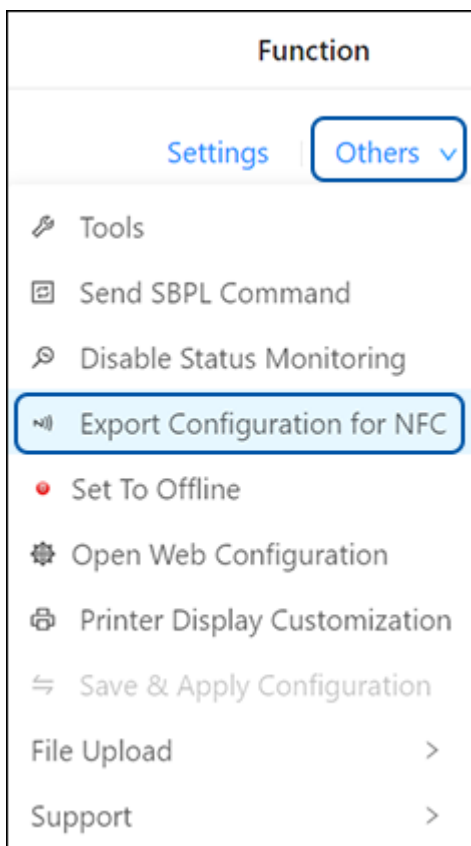 Function
Settings Others
Tools
Send SBPL Command
Disable Status Monitoring
Export Configuration for NFC
Set To Offline
Open Web Configuration
Printer Display Customization
Save & Apply Configuration
File Upload
Support